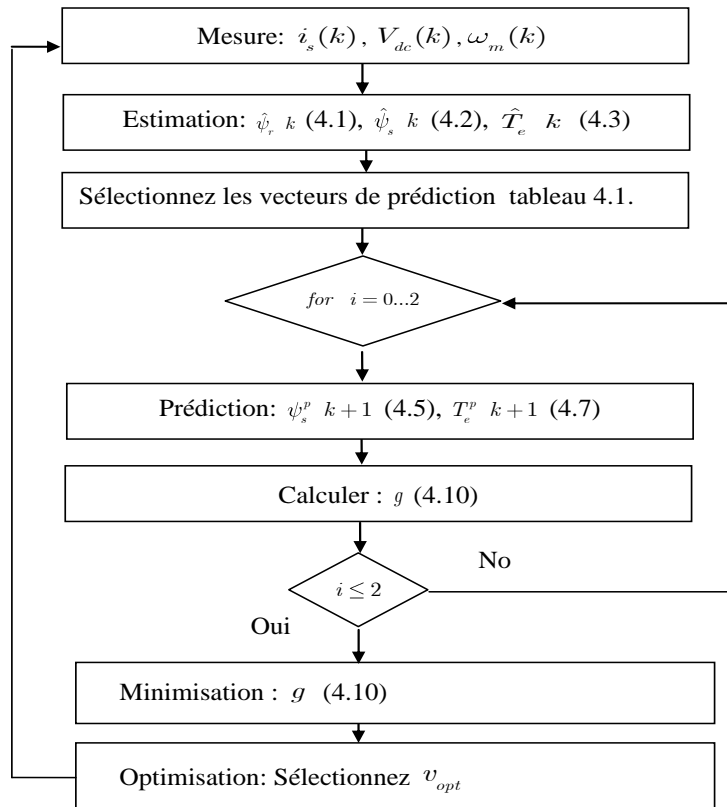 Mesure: i_s(k), V_dc(k), ω_m(k)
Estimation: ψ̂_r k (4.1), ψ̂_s k (4.2), T̂_e k (4.3)
Sélectionnez les vecteurs de prédiction tableau 4.1.
for i = 0...2
Prédiction: ψ_s^p k + 1 (4.5), T_e^p k + 1 (4.7)
Calculer : g (4.10)
No
i ≤ 2
Oui
Minimisation : g (4.10)
Optimisation: Sélectionnez v_opt